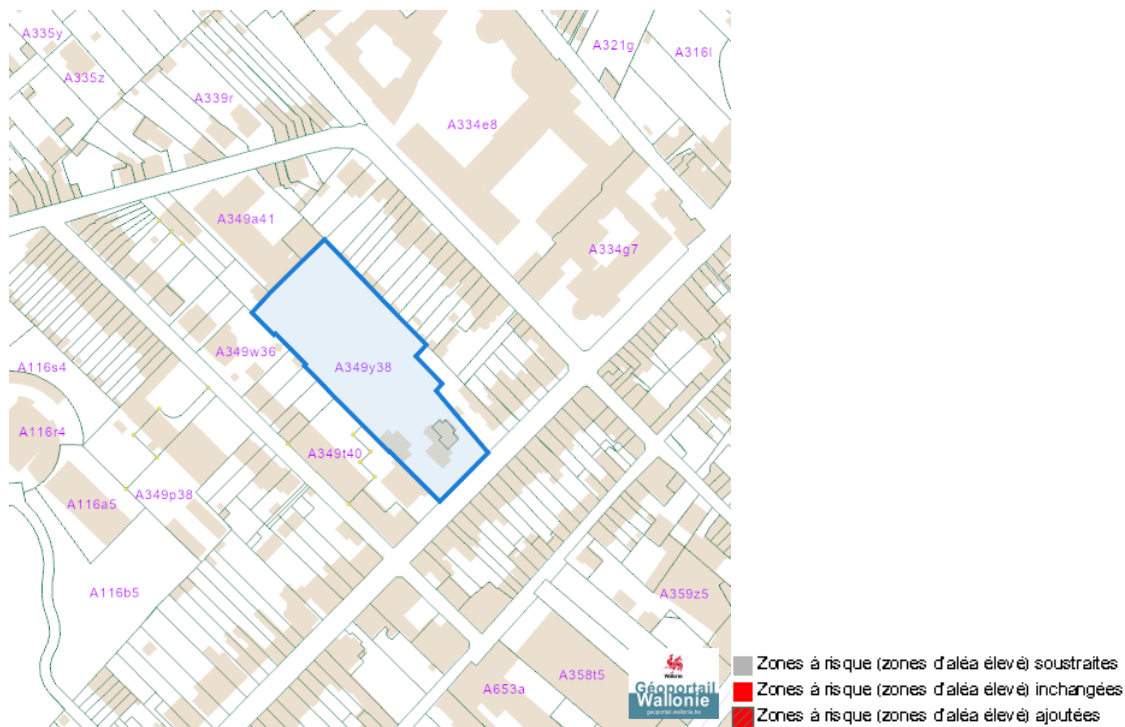 A335y
A321g
A316l
A335z
A339r
A334e8
A349a41
A334g7
A349w36
A116s4
A349y38
A116r4
A349t40
A349p38
A116a5
A116b5
A359z5
A358t5
A653a
Wallonie
Géoportail
Wallonie
geoportail.wallonie.be
Zones à risque (zones d'aléa élevé) soustraites
Zones à risque (zones d'aléa élevé) inchangées
Zones à risque (zones d'aléa élevé) ajoutées